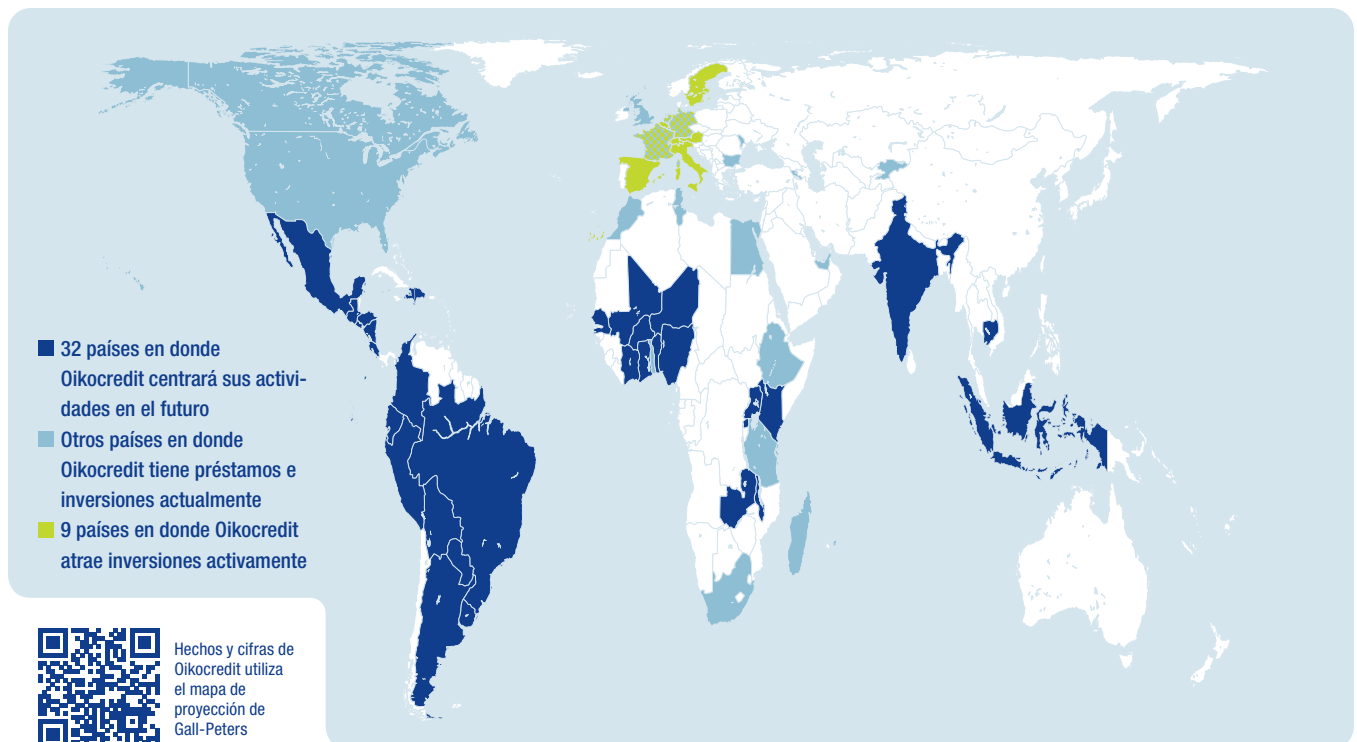 32 países en donde
Oikocredit centrará sus activi-
dades en el futuro
Otros países en donde
Oikocredit tiene préstamos e
inversiones actualmente
9 países en donde Oikocredit
atrae inversiones activamente
Hechos y cifras de
Oikocredit utiliza
el mapa de
proyección de
Gall-Peters